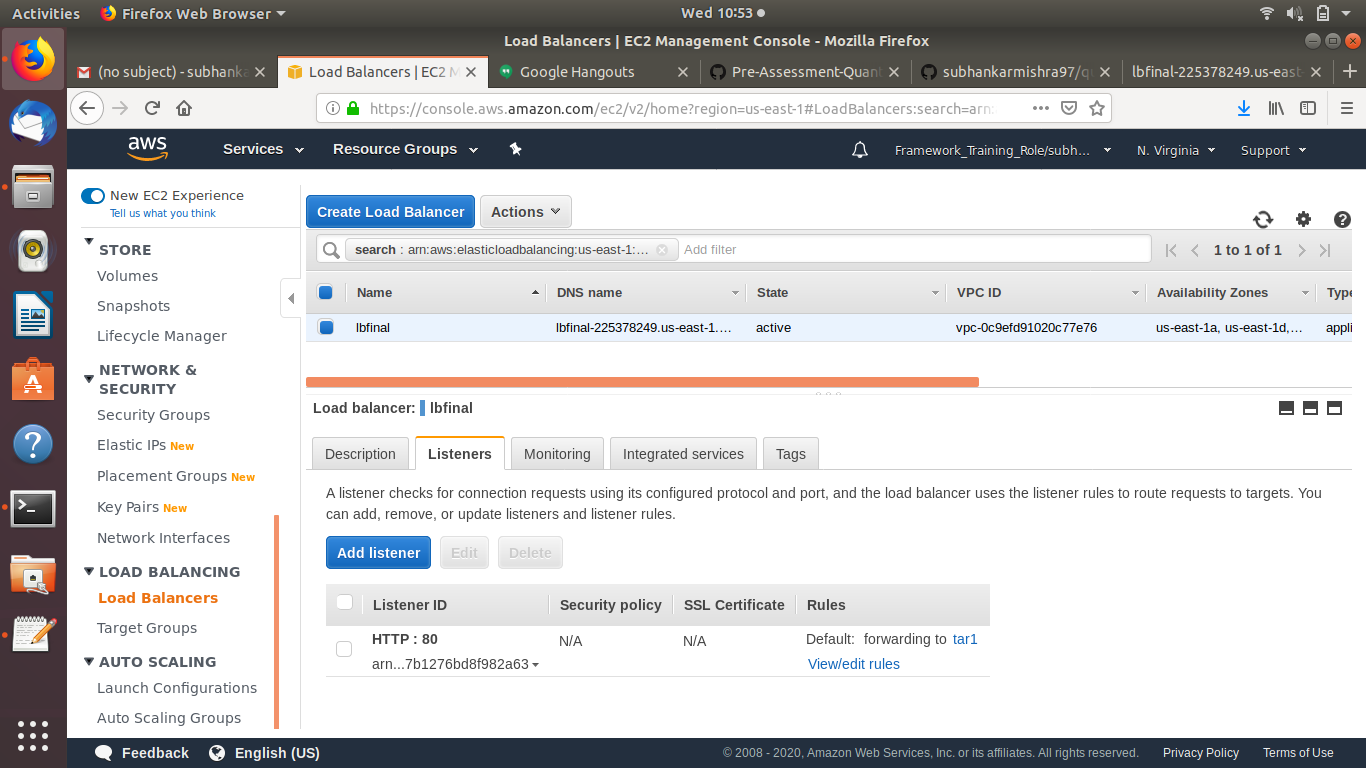 Activities
Firefox Web Browser
Wed 10:53
Load Balancers | EC2 Management Console - Mozilla Firefox
(no subject) - subhanka
Load Balancers | EC2 M
Google Hangouts
Pre-Assessment-Quant
subhankarmishra97/q
lbfinal-225378249.us-east
https://console.aws.amazon.com/ec2/v2/home?region=us-east-1#LoadBalancers:search=arn:
aws
Services
Resource Groups
Framework_Training_Role/subh...
N. Virginia
Support
New EC2 Experience
Tell us what you think
STORE
Volumes
Snapshots
Lifecycle Manager
NETWORK &
SECURITY
Security Groups
Elastic IPs New
Placement Groups New
Key Pairs New
Network Interfaces
LOAD BALANCING
Load Balancers
Target Groups
AUTO SCALING
Launch Configurations
Auto Scaling Groups
Create Load Balancer
Actions
search : arn:aws:elasticloadbalancing:us-east-1:...
Add filter
1 to 1 of 1
Name DNS name State VPC ID Availability Zones Type
lbfinal lbfinal-225378249.us-east-1.... active vpc-0c9efd91020c77e76 us-east-1a, us-east-1d,... appli
Load balancer: lbfinal
Description Listeners Monitoring Integrated services Tags
A listener checks for connection requests using its configured protocol and port, and the load balancer uses the listener rules to route requests to targets. You
can add, remove, or update listeners and listener rules.
Add listener Edit Delete
Listener ID Security policy SSL Certificate Rules
HTTP : 80 N/A N/A Default: forwarding to tar1
arn...7b1276bd8f982a63 View/edit rules
Feedback
English (US)
© 2008 - 2020, Amazon Web Services, Inc. or its affiliates. All rights reserved.
Privacy Policy
Terms of Use